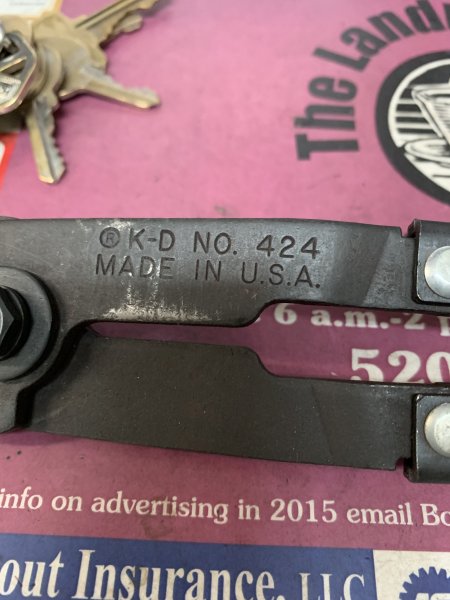 The Land
® K-D NO. 424
MADE IN U.S.A.
6 a.m.-2
520
info on advertising in 2015 email Bo
out Insurance, LLC